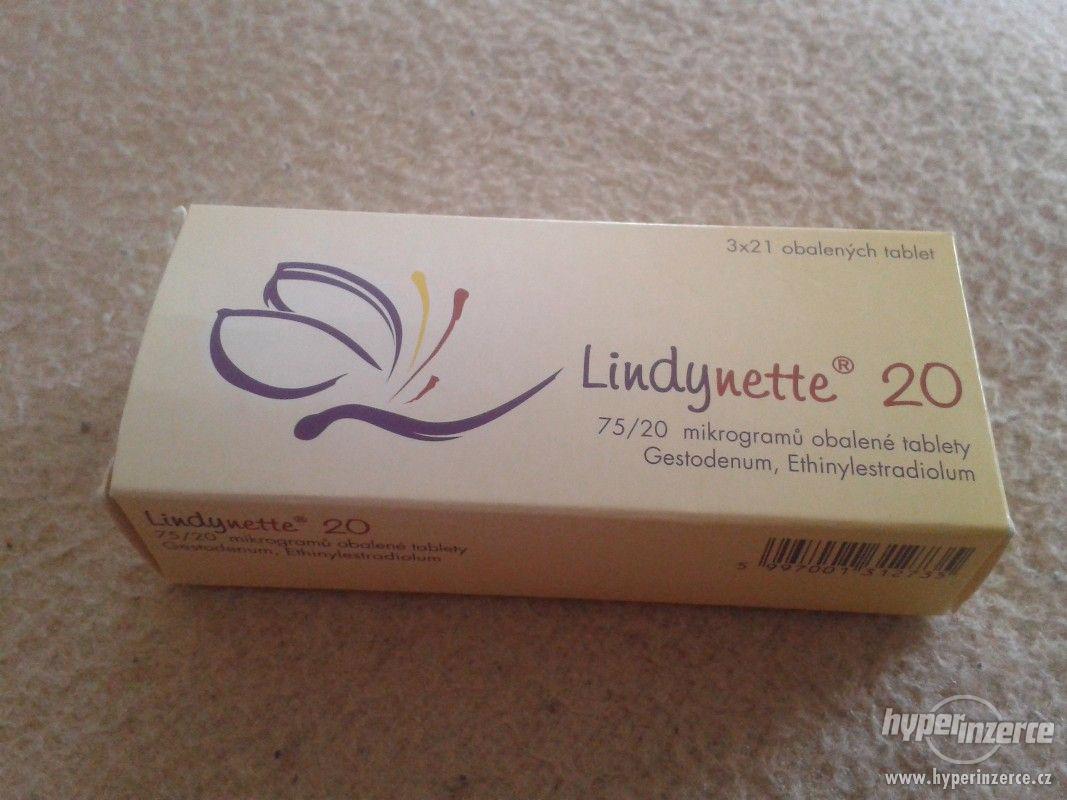 3x21 obalených tablet
Lindynette® 20
75/20 mikrogramů obalené tablety
Gestodenum, Ethinylestradiolum
Lindynette® 20
75/20 mikrogramů obalené tablety
Gestodenum, Ethinylestradiolum
hyperinzerce
www.hyperinzerce.cz